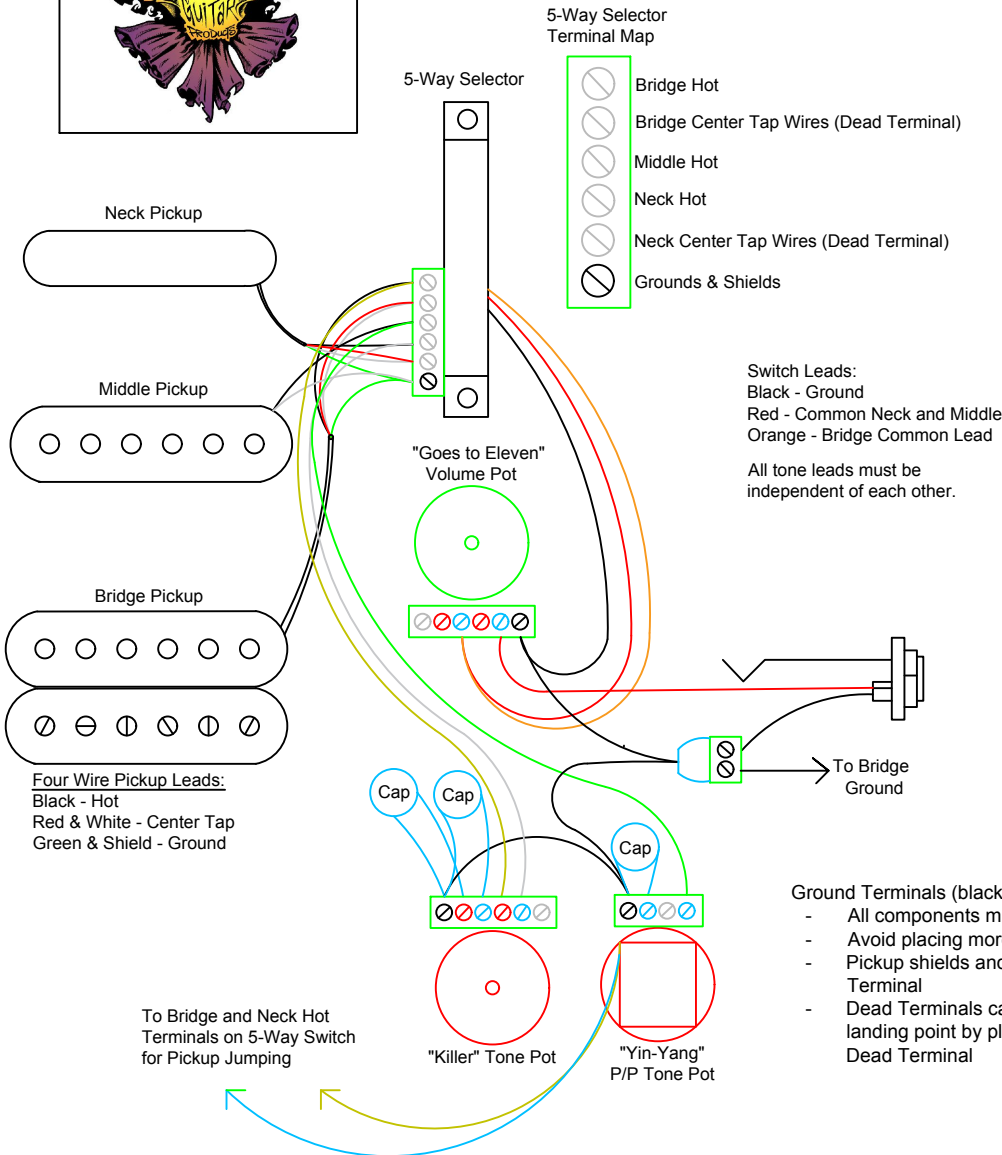 GUITAR
PRODUCTS
5-Way Selector
Terminal Map
Bridge Hot
Bridge Center Tap Wires (Dead Terminal)
Middle Hot
Neck Hot
Neck Center Tap Wires (Dead Terminal)
Grounds & Shields
5-Way Selector
Neck Pickup
Middle Pickup
Switch Leads:
Black - Ground
Red - Common Neck and Middle
Orange - Bridge Common Lead
All tone leads must be
independent of each other.
"Goes to Eleven"
Volume Pot
Bridge Pickup
Four Wire Pickup Leads:
Black - Hot
Red & White - Center Tap
Green & Shield - Ground
To Bridge
Ground
Cap
Cap
Cap
Ground Terminals (black
- All components m
- Avoid placing mor
- Pickup shields and
Terminal
- Dead Terminals ca
landing point by pl
Dead Terminal
To Bridge and Neck Hot
Terminals on 5-Way Switch
for Pickup Jumping
"Killer" Tone Pot
"Yin-Yang"
P/P Tone Pot